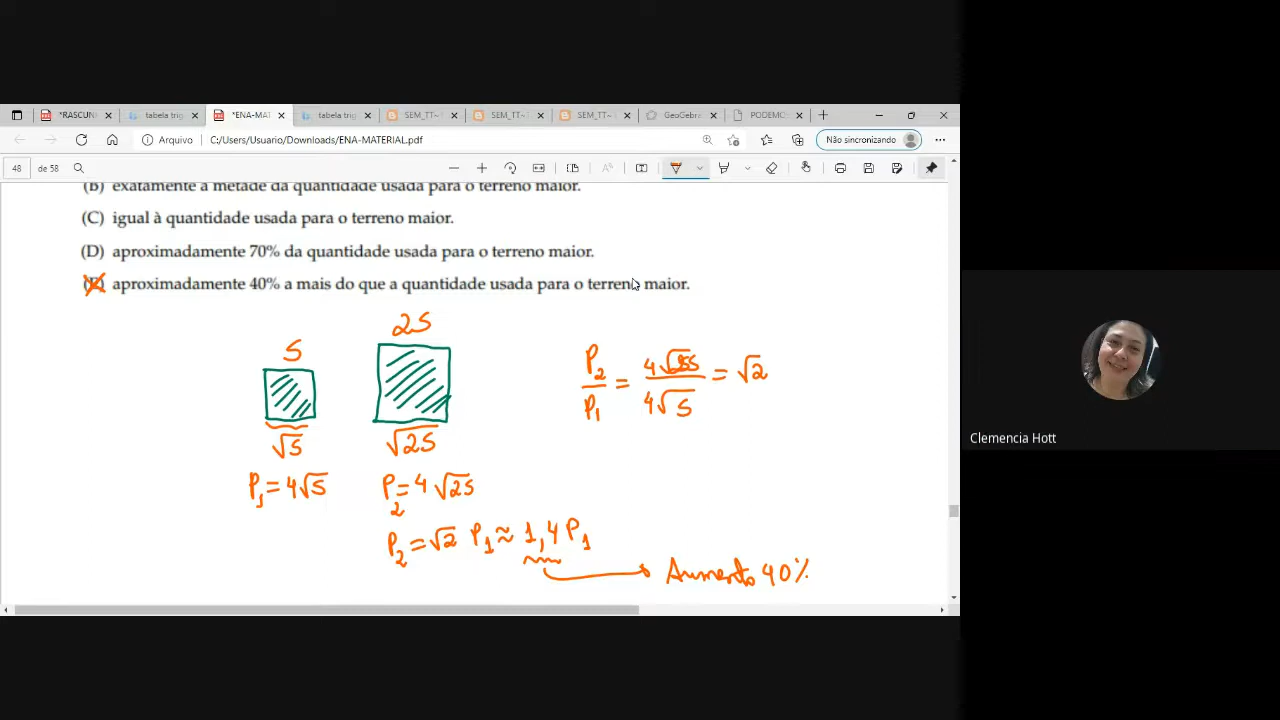 *RASCUN
tabela trig
*ENA-MAT
tabela trig
SEM_TT~
SEM_TT~
SEM_TT~
GeoGebra
PODEMO
Arquivo
C:/Users/Usuario/Downloads/ENA-MATERIAL.pdf
Não sincronizando
48 de 58
(B) exatamente a metade da quantidade usada para o terreno maior.
(C) igual à quantidade usada para o terreno maior.
(D) aproximadamente 70% da quantidade usada para o terreno maior.
(E) aproximadamente 40% a mais do que a quantidade usada para o terreno maior.
S
2S
√S
√2S
P₂/P₁ = 4√2S/4√S = √2
P₁ = 4√S
P₂ = 4√2S
P₂ = √2 P₁ ≈ 1,4 P₁
Aumento 40%
Clemencia Hott